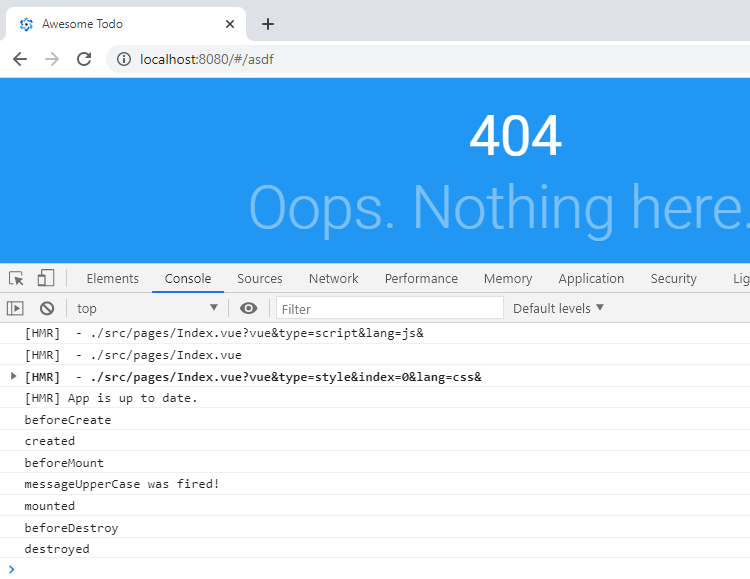 Awesome Todo
localhost:8080/#/asdf
404
Oops. Nothing here.
Elements Console Sources Network Performance Memory Application Security Lig
top Filter Default levels
[HMR]  - ./src/pages/Index.vue?vue&type=script&lang=js&
[HMR]  - ./src/pages/Index.vue
[HMR]  - ./src/pages/Index.vue?vue&type=style&index=0&lang=css&
[HMR] App is up to date.
beforeCreate
created
beforeMount
messageUpperCase was fired!
mounted
beforeDestroy
destroyed